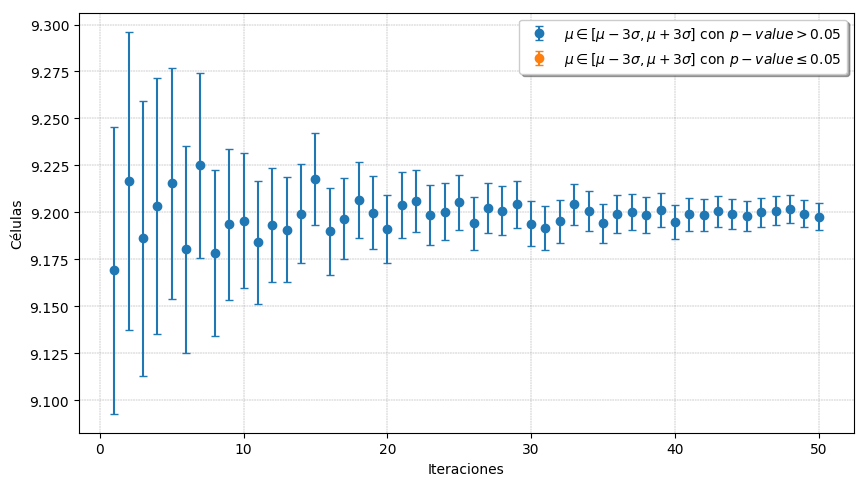 μ ∈ [μ − 3σ, μ + 3σ] con p − value > 0.05
μ ∈ [μ − 3σ, μ + 3σ] con p − value ≤ 0.05
Células
9.300
9.275
9.250
9.225
9.200
9.175
9.150
9.125
9.100
0 10 20 30 40 50
Iteraciones